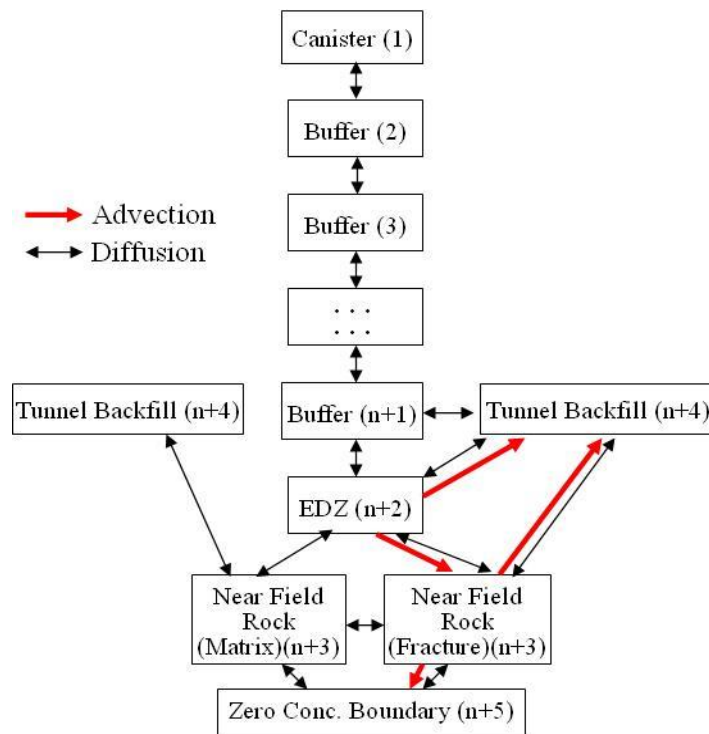 Canister (1)
Buffer (2)
Buffer (3)
Advection
Diffusion
. . .
. . .
Tunnel Backfill (n+4)
Buffer (n+1)
Tunnel Backfill (n+4)
EDZ (n+2)
Near Field
Rock
(Matrix)(n+3)
Near Field
Rock
(Fracture)(n+3)
Zero Conc. Boundary (n+5)